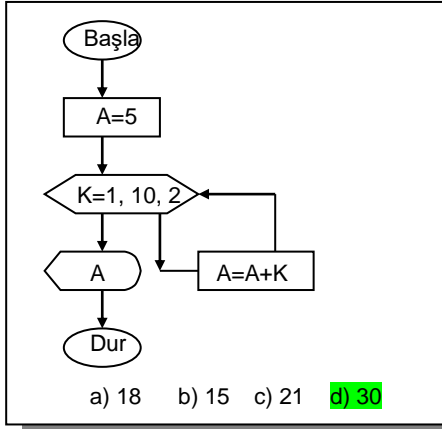 Başla
A=5
K=1, 10, 2
A
A=A+K
Dur
a) 18 b) 15 c) 21 d) 30